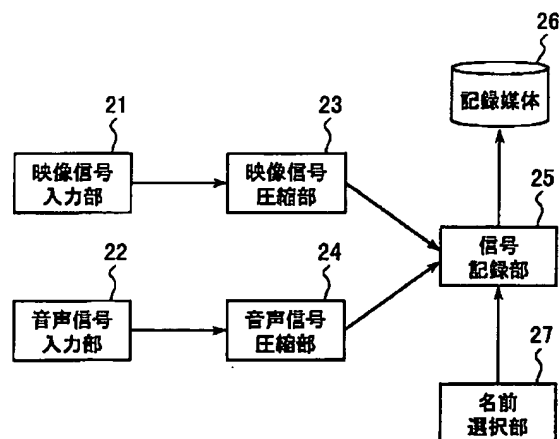 26
記録媒体
21
映像信号
入力部
23
映像信号
圧縮部
25
信号
記録部
22
音声信号
入力部
24
音声信号
圧縮部
27
名前
選択部